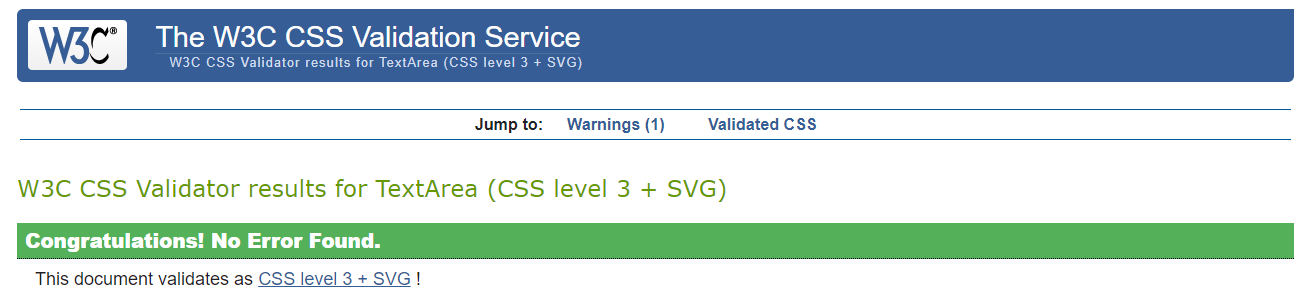 W3C®
The W3C CSS Validation Service
W3C CSS Validator results for TextArea (CSS level 3 + SVG)
Jump to: Warnings (1) Validated CSS
W3C CSS Validator results for TextArea (CSS level 3 + SVG)
Congratulations! No Error Found.
This document validates as CSS level 3 + SVG !